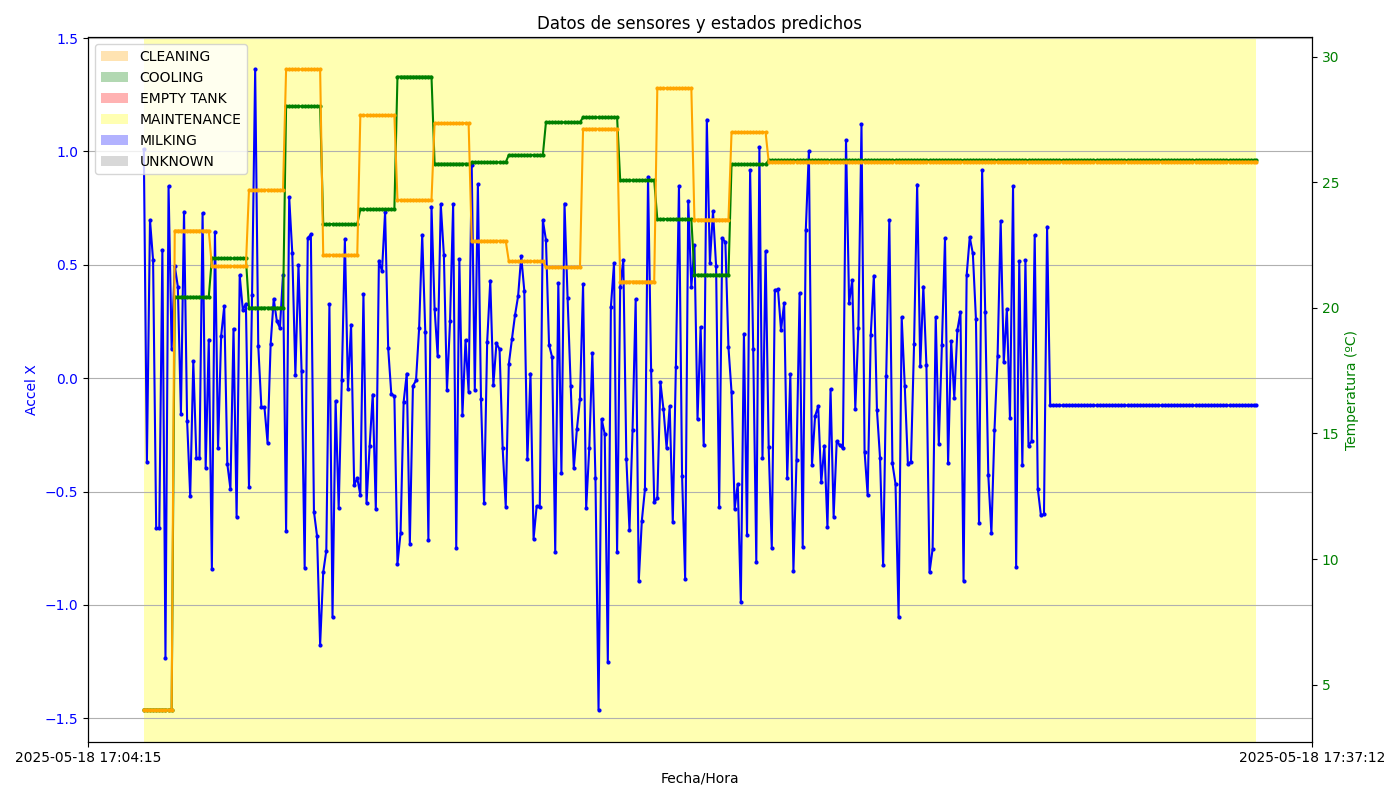 Datos de sensores y estados predichos
CLEANING
COOLING
EMPTY TANK
MAINTENANCE
MILKING
UNKNOWN
1.5
1.0
0.5
0.0
−0.5
−1.0
−1.5
Accel X
30
25
20
15
10
5
Temperatura (ºC)
2025-05-18 17:04:15
2025-05-18 17:37:12
Fecha/Hora